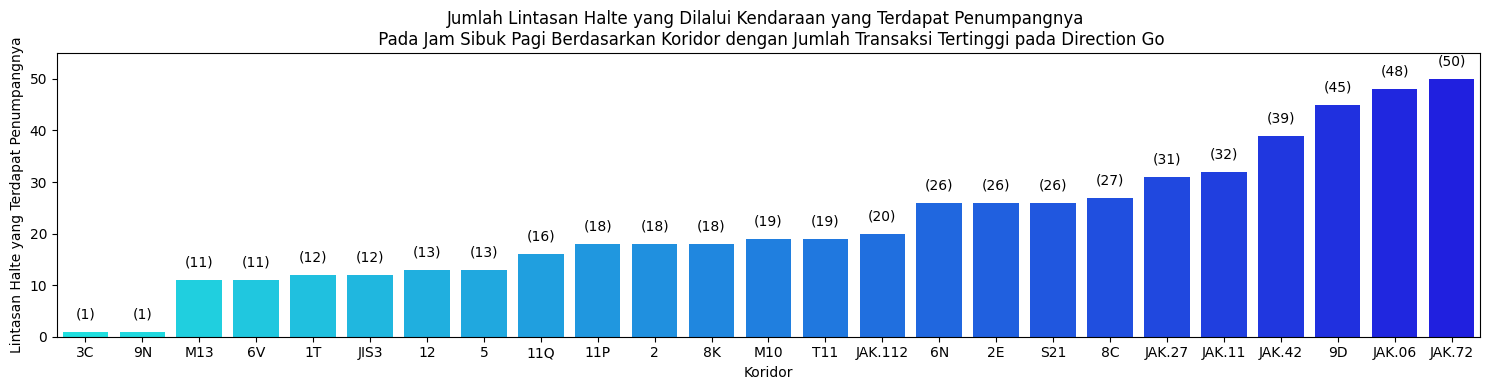 Jumlah Lintasan Halte yang Dilalui Kendaraan yang Terdapat Penumpangnya
Pada Jam Sibuk Pagi Berdasarkan Koridor dengan Jumlah Transaksi Tertinggi pada Direction Go
Lintasan Halte yang Terdapat Penumpangnya
50
40
30
20
10
0
(1) (1) (11) (11) (12) (12) (13) (13) (16) (18) (18) (18) (19) (19) (20) (26) (26) (26) (27) (31) (32) (39) (45) (48) (50)
3C 9N M13 6V 1T JIS3 12 5 11Q 11P 2 8K M10 T11 JAK.112 6N 2E S21 8C JAK.27 JAK.11 JAK.42 9D JAK.06 JAK.72
Koridor